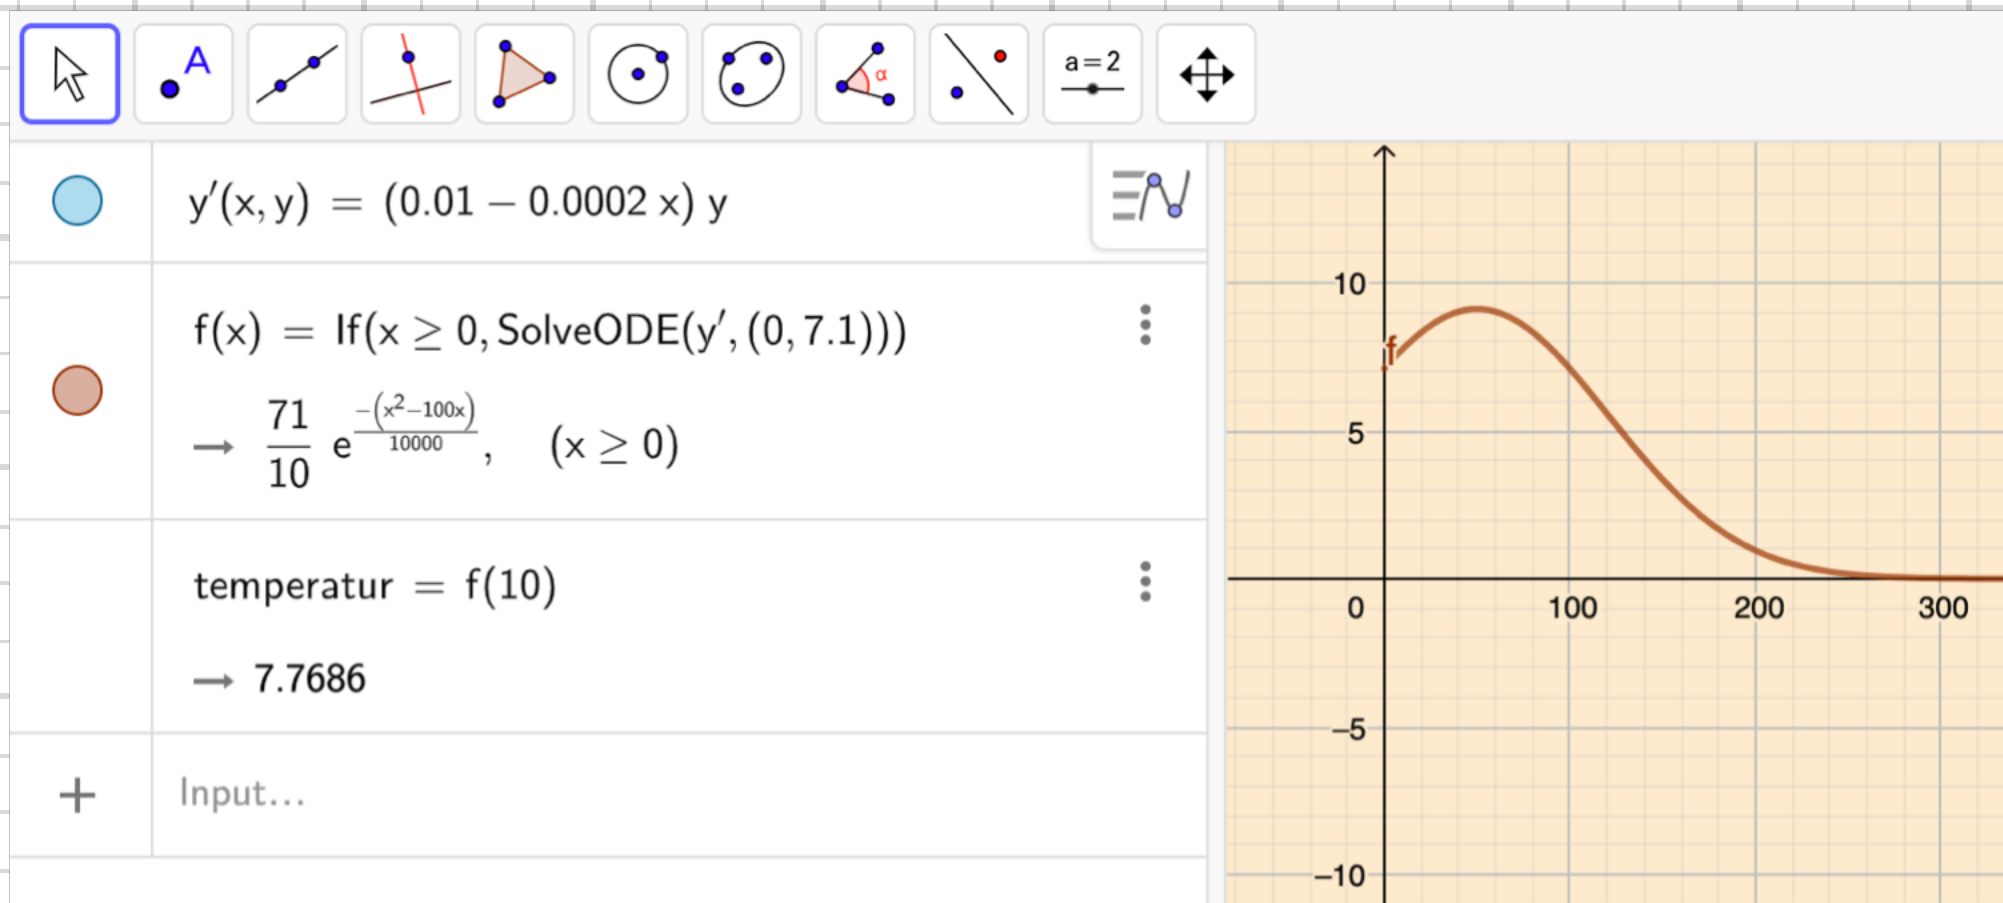 A
α
a=2
y′(x, y) = (0.01 − 0.0002 x) y
f(x) = If(x ≥ 0, SolveODE(y′, (0, 7.1)))
→ 71/10 e^(−(x²−100x)/10000), (x ≥ 0)
temperatur = f(10)
→ 7.7686
+ Input...
10
f
5
0 100 200 300
−5
−10